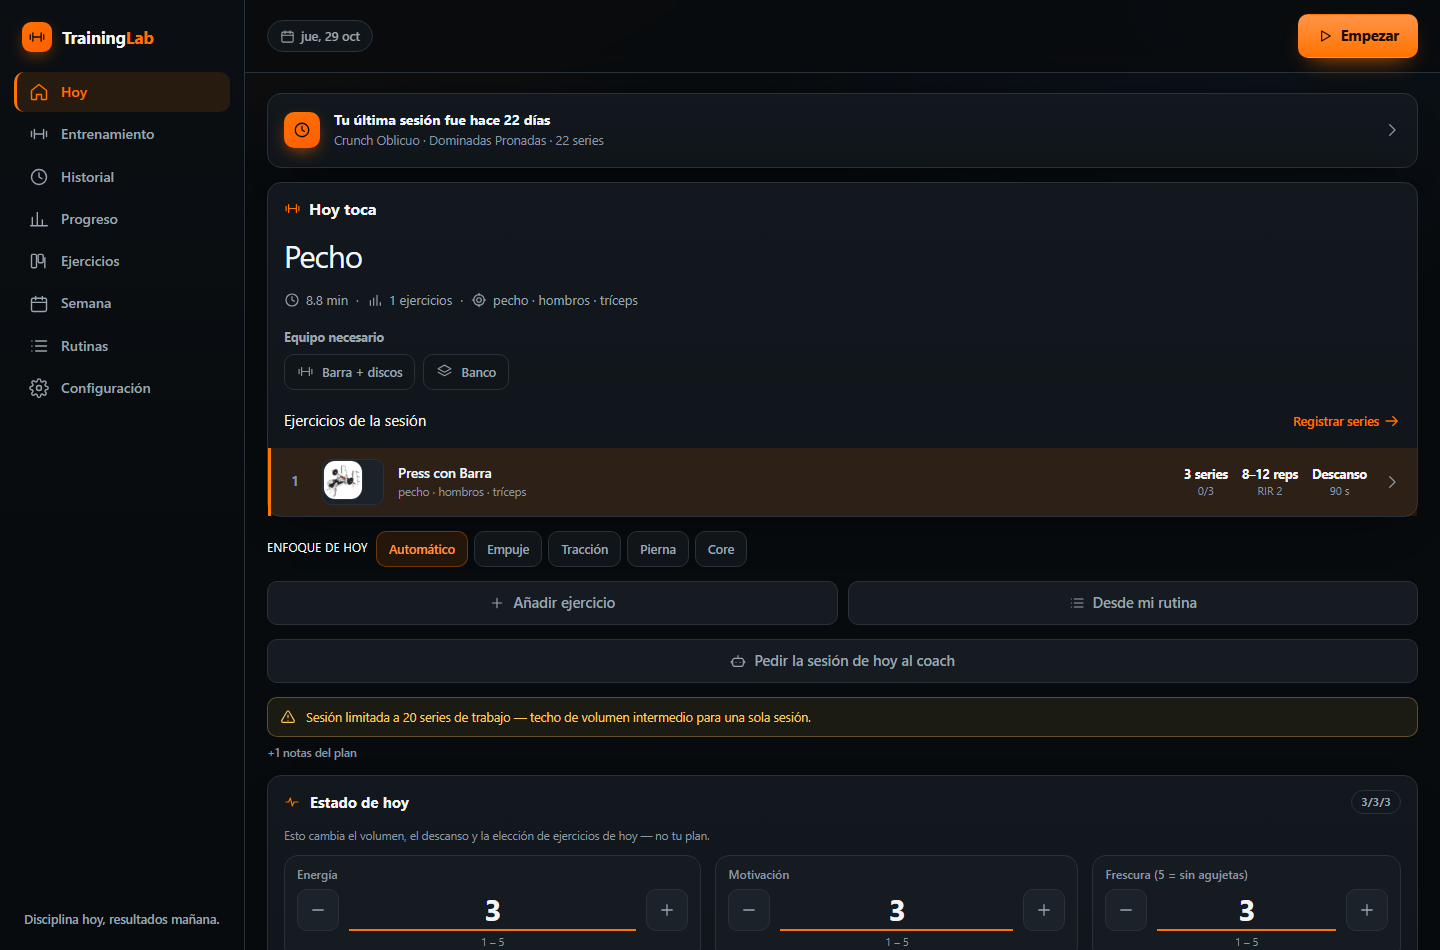 TrainingLab
Hoy
Entrenamiento
Historial
Progreso
Ejercicios
Semana
Rutinas
Configuración
Disciplina hoy, resultados mañana.
jue, 29 oct
Empezar
Tu última sesión fue hace 22 días
Crunch Oblicuo · Dominadas Pronadas · 22 series
Hoy toca
Pecho
8.8 min · 1 ejercicios · pecho · hombros · tríceps
Equipo necesario
Barra + discos
Banco
Ejercicios de la sesión
Registrar series
1
Press con Barra
pecho · hombros · tríceps
3 series
0/3
8–12 reps
RIR 2
Descanso
90 s
ENFOQUE DE HOY
Automático
Empuje
Tracción
Pierna
Core
Añadir ejercicio
Desde mi rutina
Pedir la sesión de hoy al coach
Sesión limitada a 20 series de trabajo — techo de volumen intermedio para una sola sesión.
+1 notas del plan
Estado de hoy
3/3/3
Esto cambia el volumen, el descanso y la elección de ejercicios de hoy — no tu plan.
Energía
3
1 – 5
Motivación
3
1 – 5
Frescura (5 = sin agujetas)
3
1 – 5